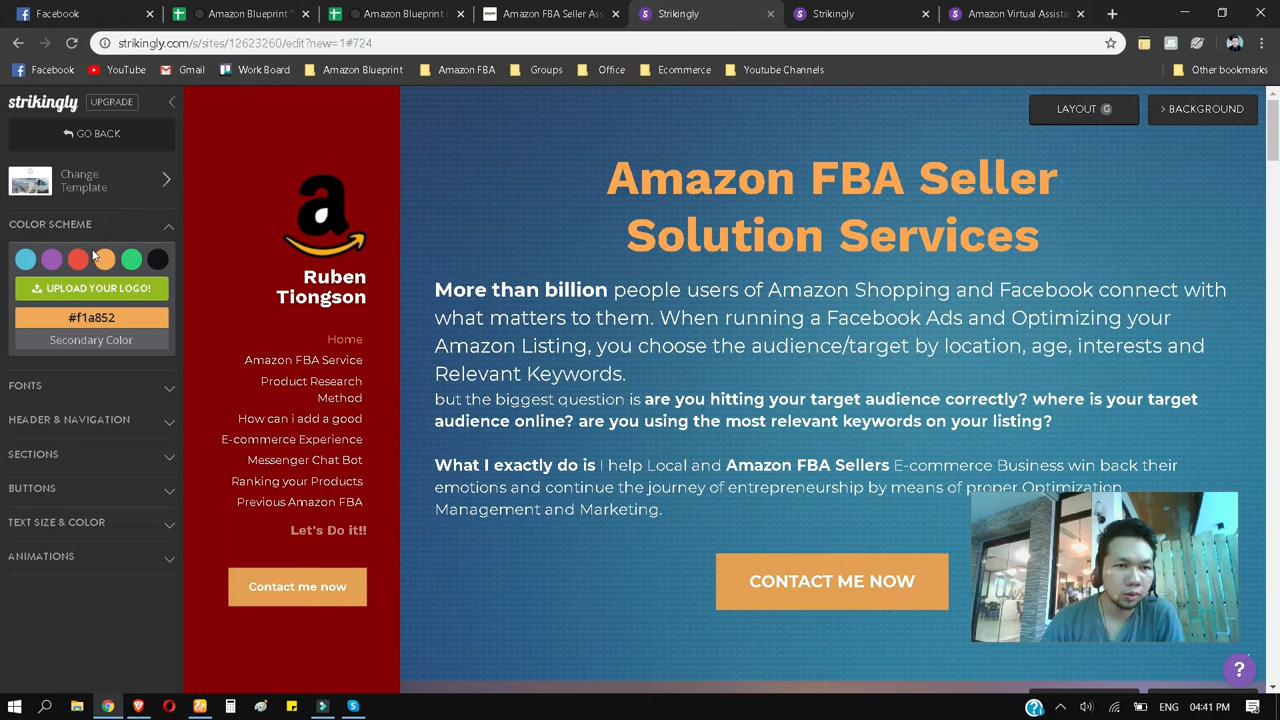 Facebook
Amazon Blueprint
Amazon Blueprint
Amazon FBA Seller Ass
Strikingly
Strikingly
Amazon Virtual Assista
strikingly.com/s/sites/12623260/edit?new=1#724
Facebook
YouTube
Gmail
Work Board
Amazon Blueprint
Amazon FBA
Groups
Office
Ecommerce
Youtube Channels
Other bookmarks
strikingly
UPGRADE
GO BACK
Change
Template
COLOR SCHEME
UPLOAD YOUR LOGO!
#f1a852
Secondary Color
FONTS
HEADER & NAVIGATION
SECTIONS
BUTTONS
TEXT SIZE & COLOR
ANIMATIONS
a
Ruben
Tiongson
Home
Amazon FBA Service
Product Research
Method
How can i add a good
E-commerce Experience
Messenger Chat Bot
Ranking your Products
Previous Amazon FBA
Let's Do it!!
Contact me now
LAYOUT G
BACKGROUND
Amazon FBA Seller
Solution Services
More than billion people users of Amazon Shopping and Facebook connect with
what matters to them. When running a Facebook Ads and Optimizing your
Amazon Listing, you choose the audience/target by location, age, interests and
Relevant Keywords.
but the biggest question is are you hitting your target audience correctly? where is your target
audience online? are you using the most relevant keywords on your listing?
What I exactly do is I help Local and Amazon FBA Sellers E-commerce Business win back their
emotions and continue the journey of entrepreneurship by means of proper Optimization
Management and Marketing.
CONTACT ME NOW
?
ENG
04:41 PM